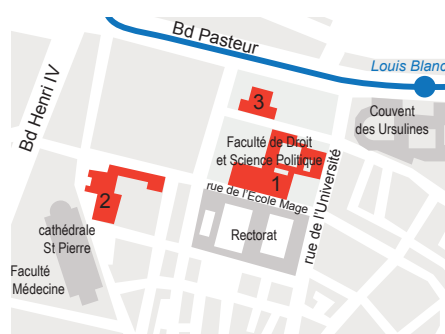 Bd Pasteur
Louis Blanc
Bd Henri IV
3
Couvent
des Ursulines
Faculté de Droit
et Science Politique
1
rue de l'Ecole Mage
rue de l'Université
2
cathédrale
St Pierre
Rectorat
Faculté
Médecine